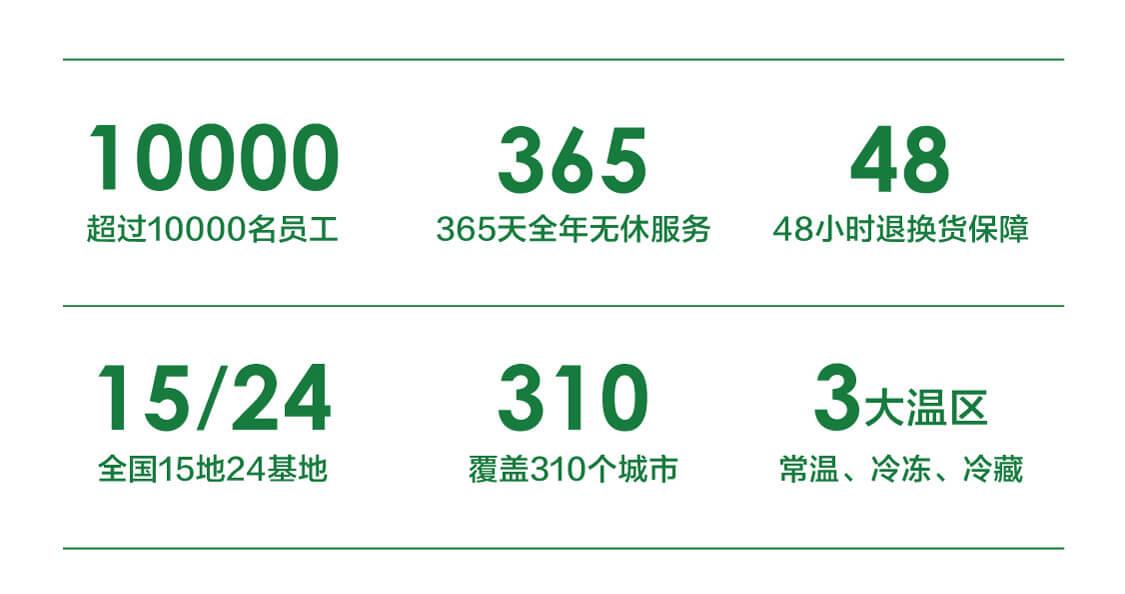 10000 365 48
超过10000名员工 365天全年无休服务 48小时退换货保障
15/24 310 3大温区
全国15地24基地 覆盖310个城市 常温、冷冻、冷藏